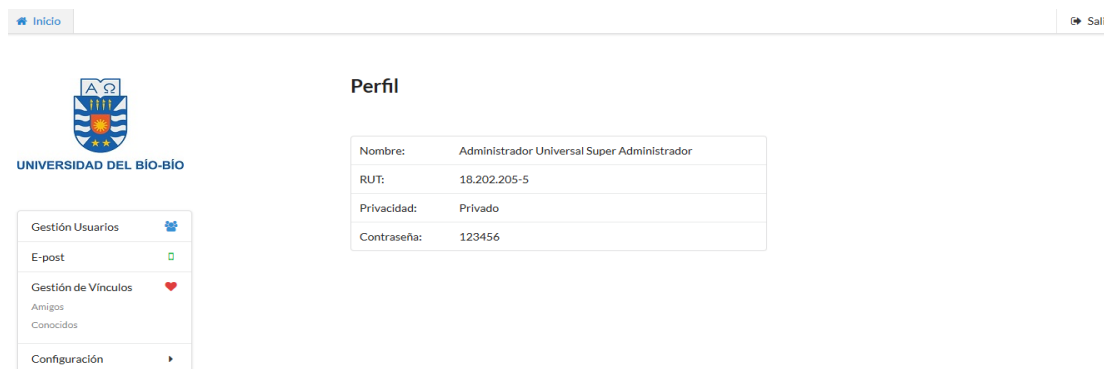 Inicio
Sali
ΑΩ
UNIVERSIDAD DEL BÍO-BÍO
Perfil
Nombre: Administrador Universal Super Administrador
RUT: 18.202.205-5
Privacidad: Privado
Contraseña: 123456
Gestión Usuarios
E-post
Gestión de Vínculos
Amigos
Conocidos
Configuración